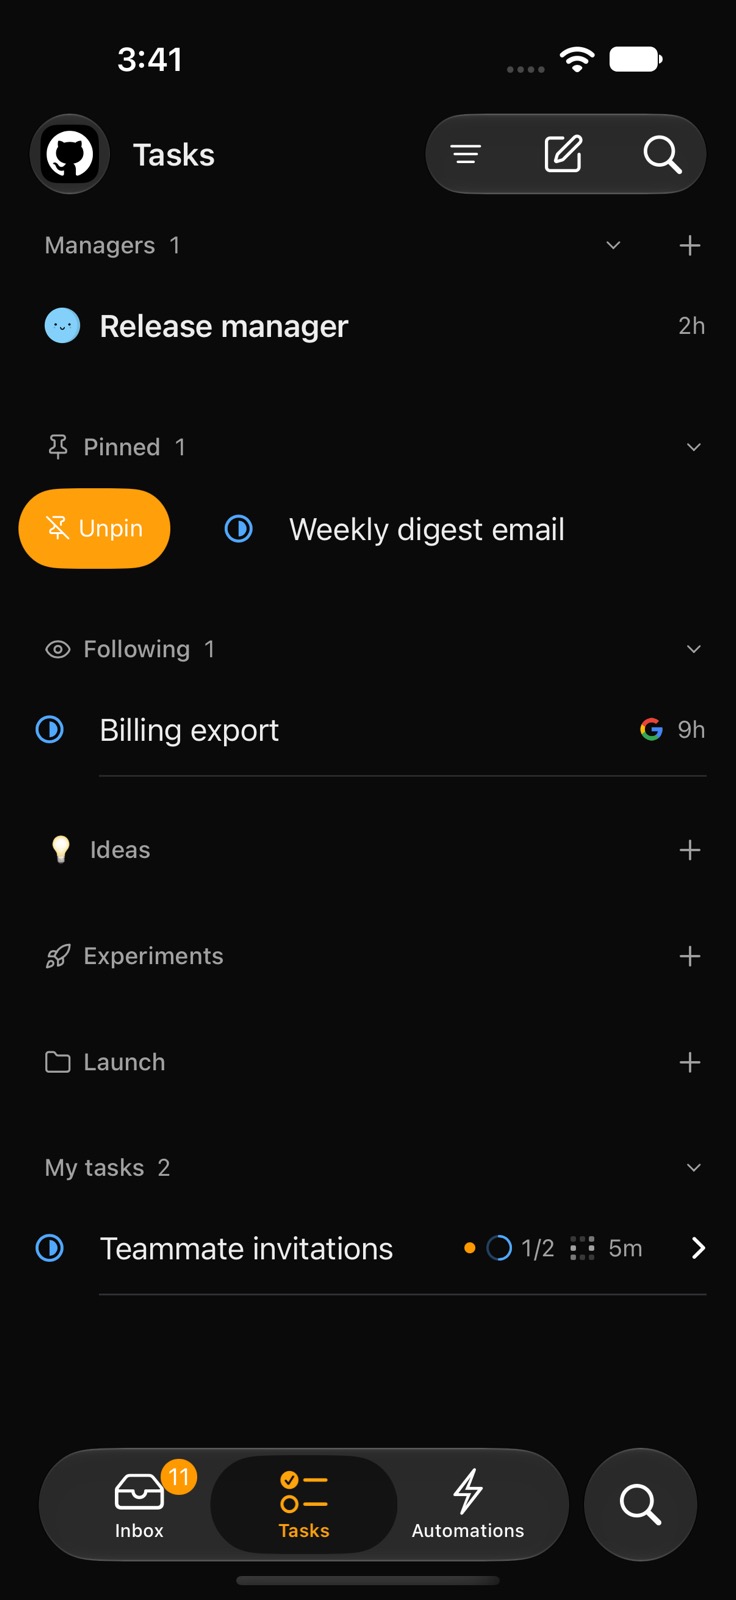 3:41
Tasks
Managers 1
Release manager 2h
Pinned 1
Unpin Weekly digest email
Following 1
Billing export 9h
Ideas
Experiments
Launch
My tasks 2
Teammate invitations 1/2 5m
11
Inbox Tasks Automations